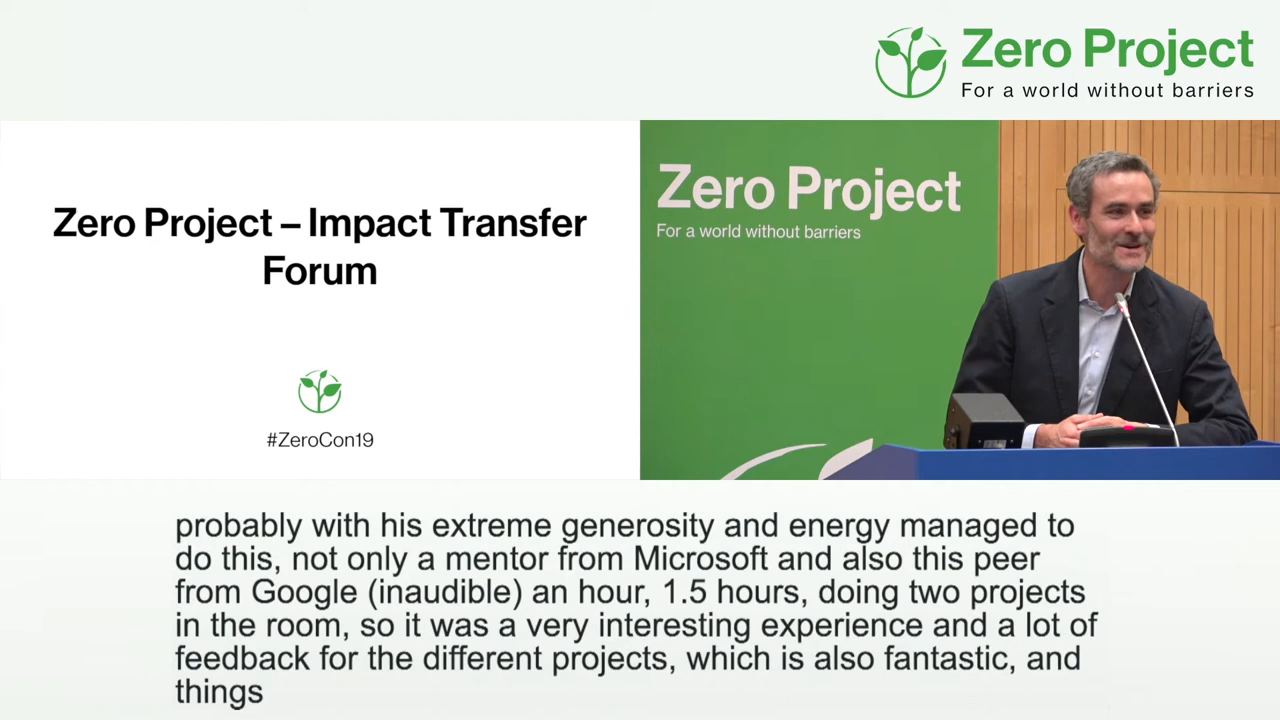 Zero Project
For a world without barriers
Zero Project – Impact Transfer
Forum
#ZeroCon19
Zero Project
For a world without barriers
probably with his extreme generosity and energy managed to
do this, not only a mentor from Microsoft and also this peer
from Google (inaudible) an hour, 1.5 hours, doing two projects
in the room, so it was a very interesting experience and a lot of
feedback for the different projects, which is also fantastic, and
things